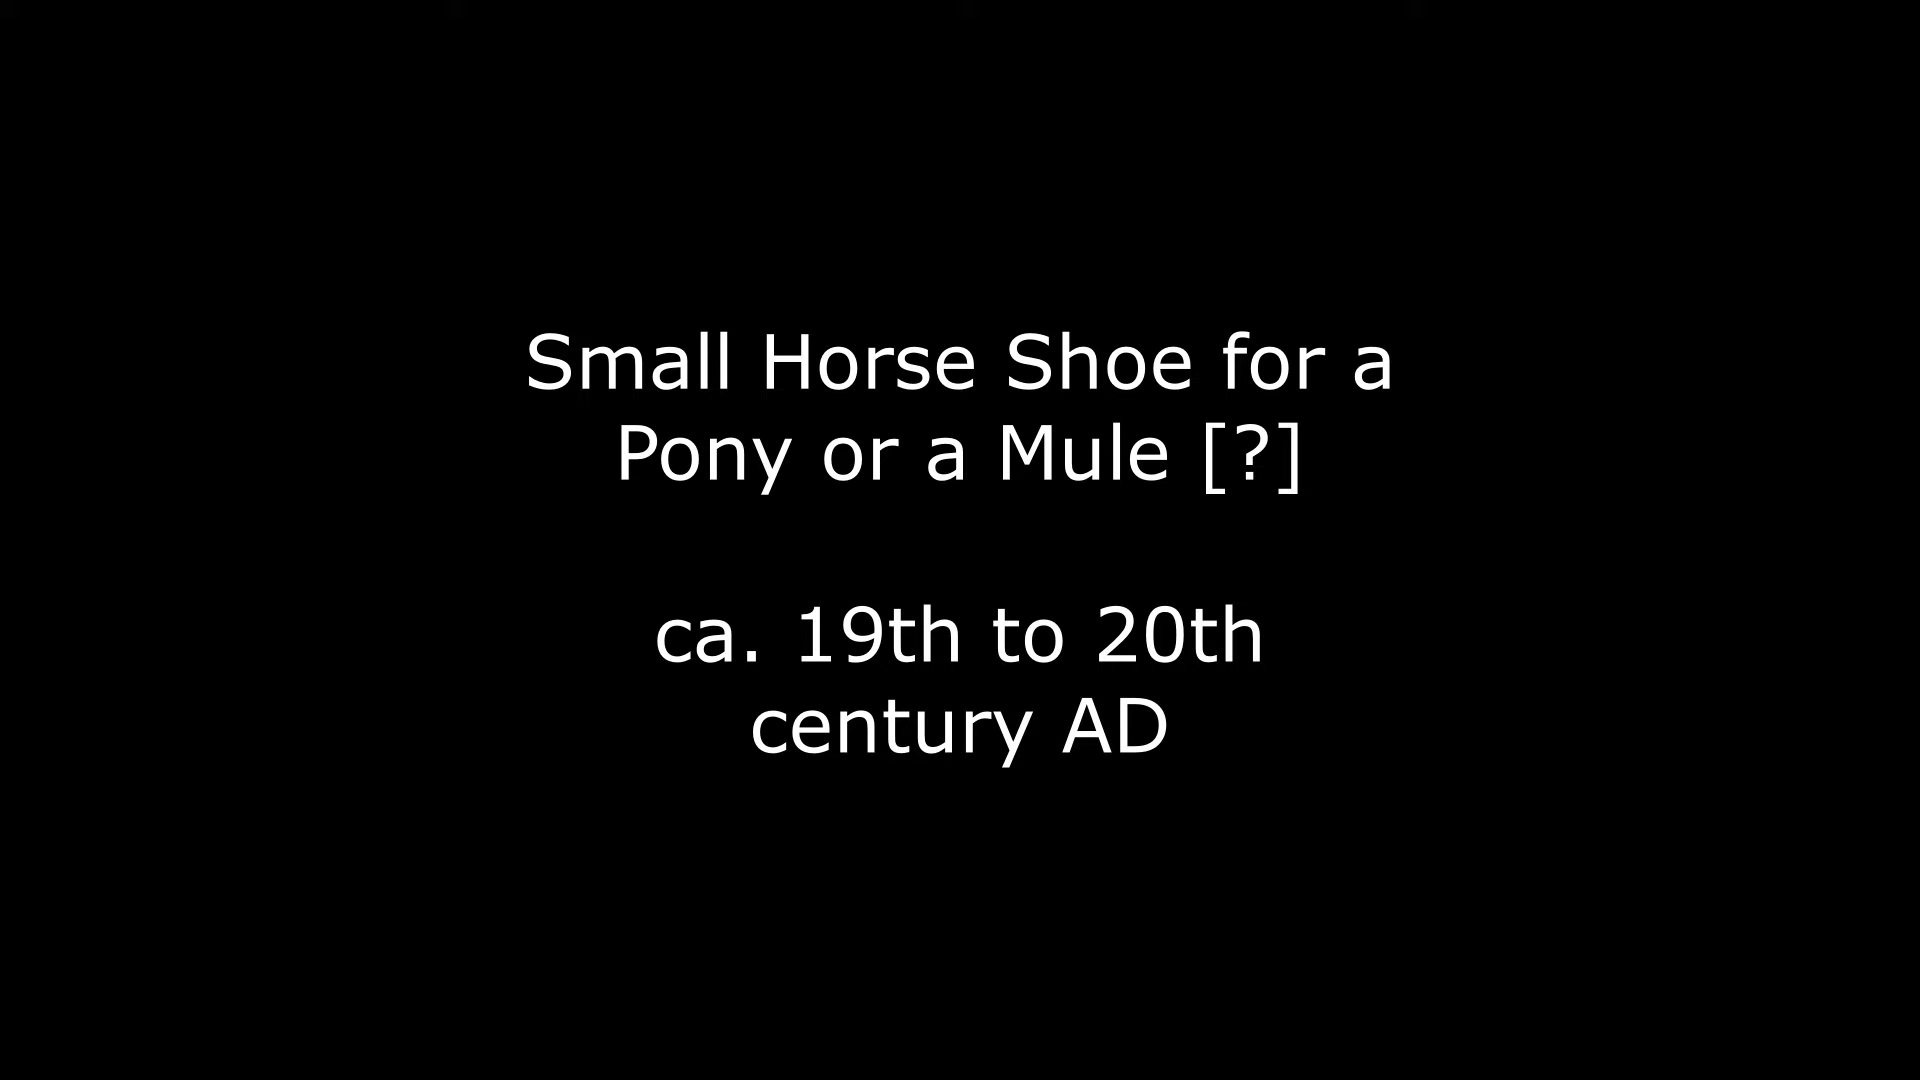 Small Horse Shoe for a
Pony or a Mule [?]
ca. 19th to 20th
century AD